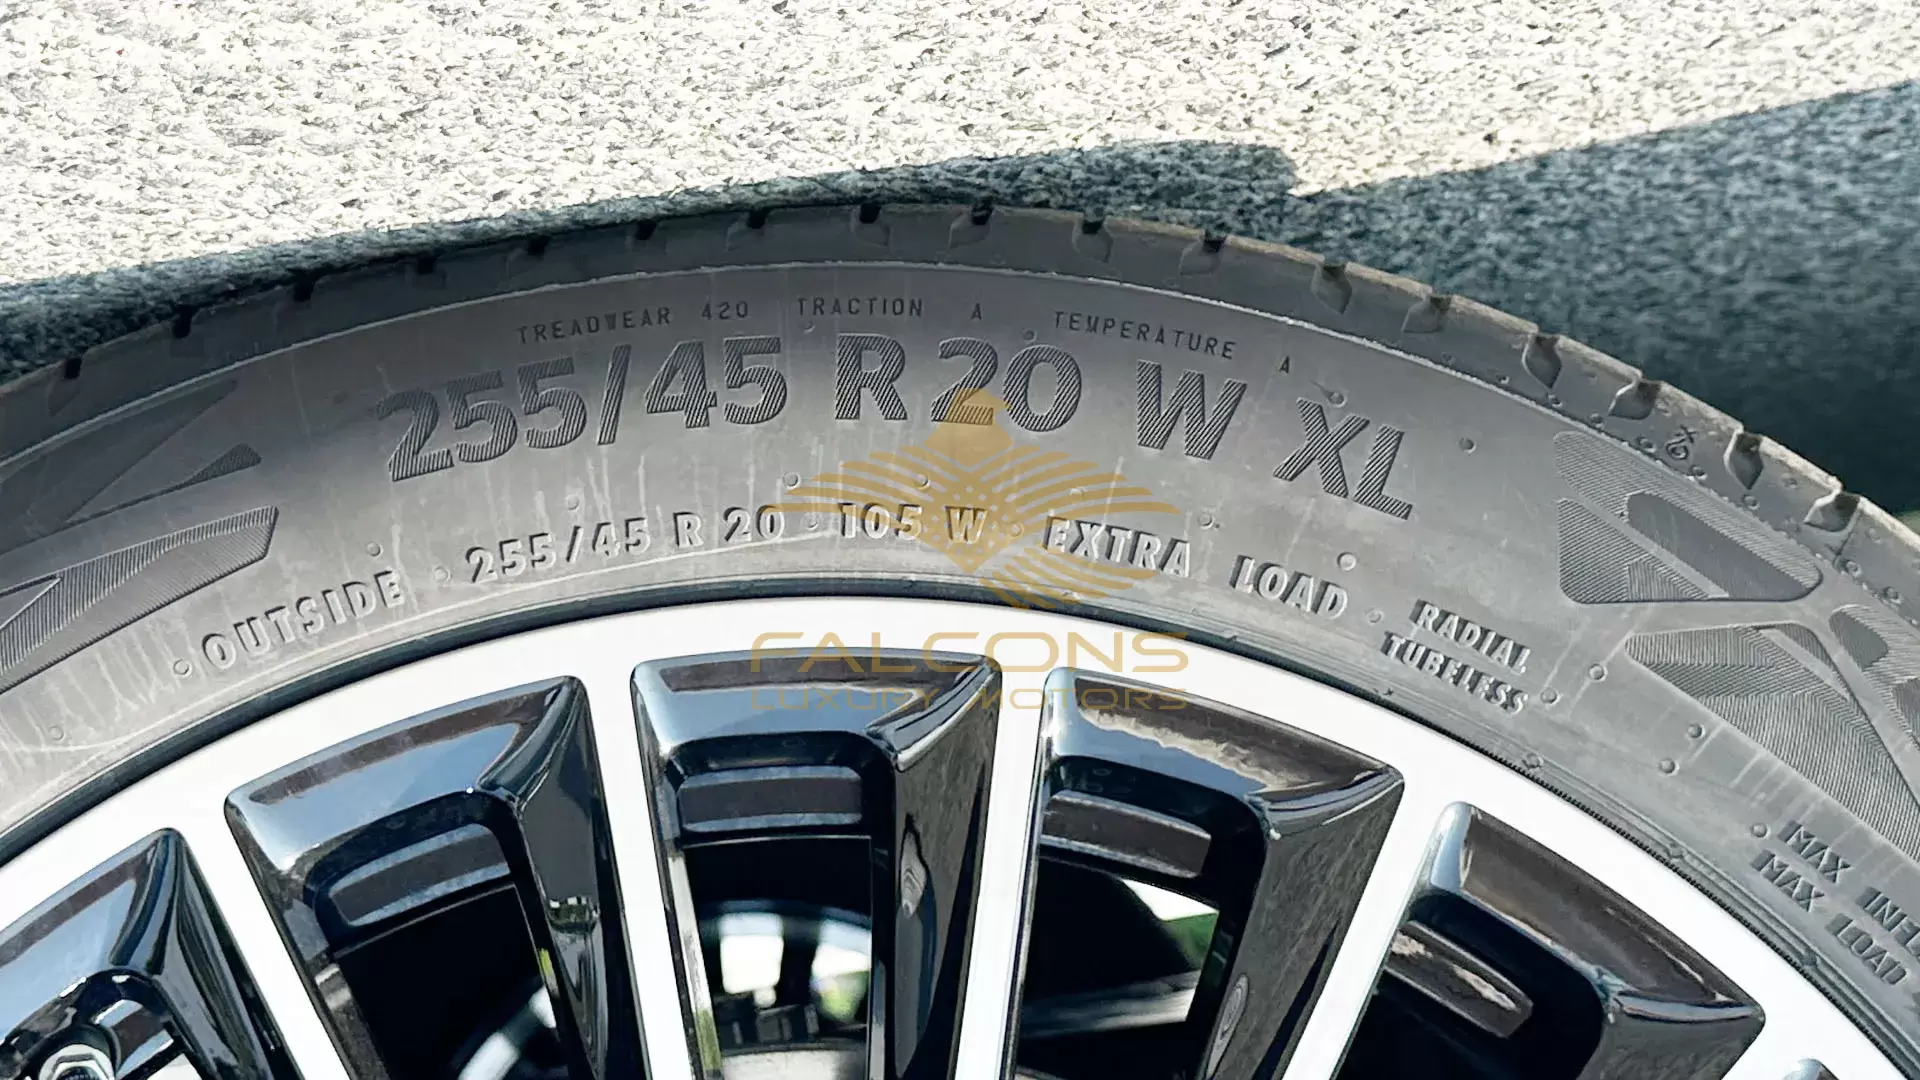 TREADWEAR 420 TRACTION A TEMPERATURE A
255/45 R 20 W XL
OUTSIDE 255/45 R 20 105 W EXTRA LOAD
RADIAL
TUBELESS
FALCONS
LUXURY MOTORS
MAX
MAX LOAD